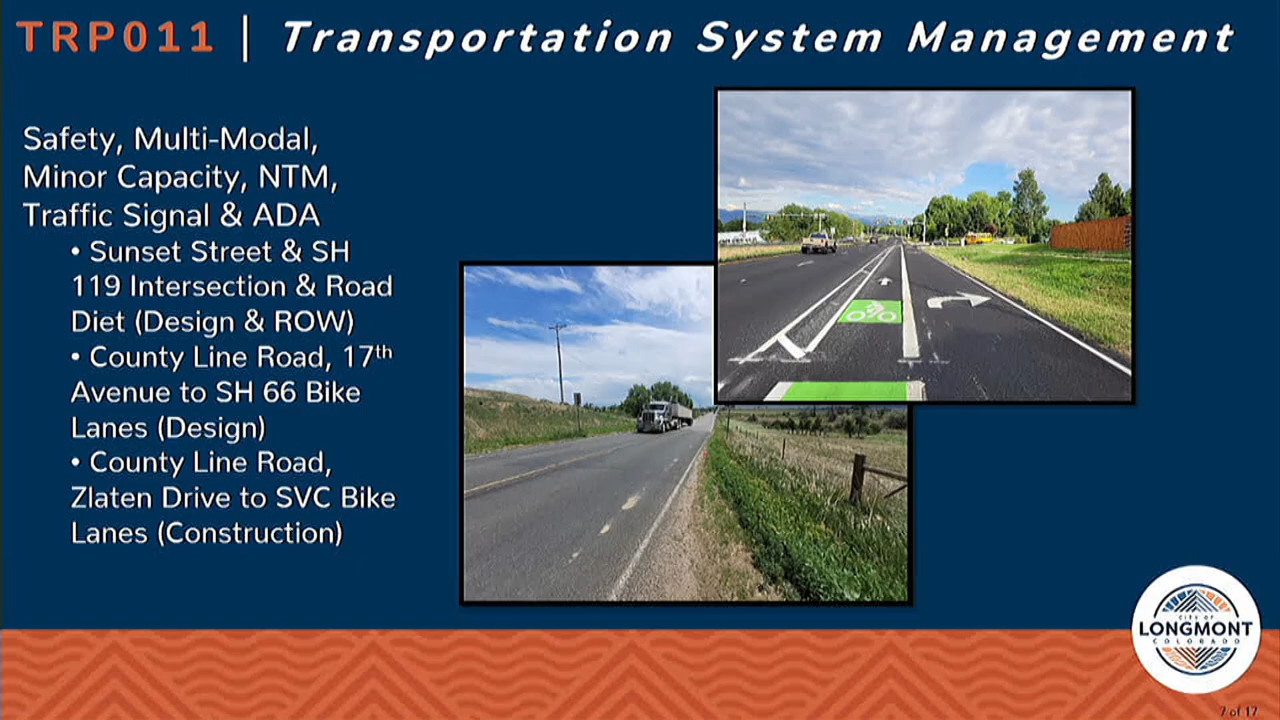 TRP011 | Transportation System Management
Safety, Multi-Modal,
Minor Capacity, NTM,
Traffic Signal & ADA
• Sunset Street & SH
119 Intersection & Road
Diet (Design & ROW)
• County Line Road, 17th
Avenue to SH 66 Bike
Lanes (Design)
• County Line Road,
Zlaten Drive to SVC Bike
Lanes (Construction)
CITY OF
LONGMONT
COLORADO
7 of 17